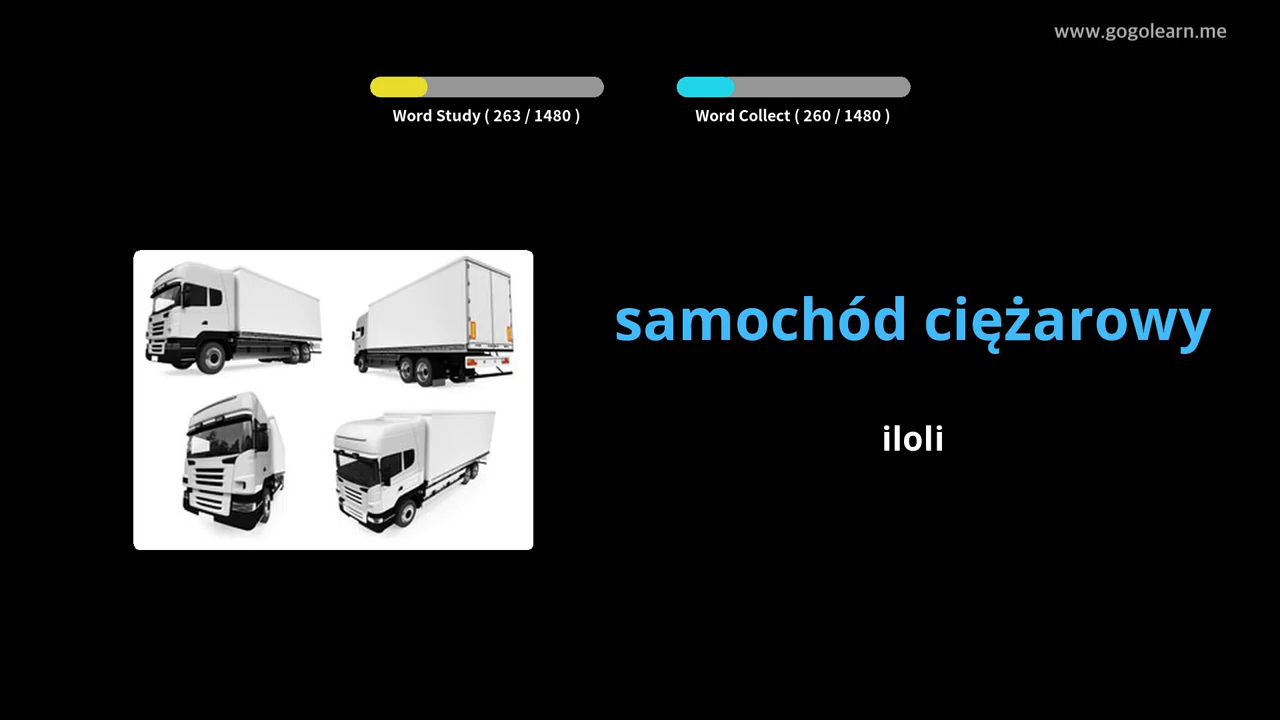 www.gogolearn.me
Word Study ( 263 / 1480 )
Word Collect ( 260 / 1480 )
samochód ciężarowy
iloli